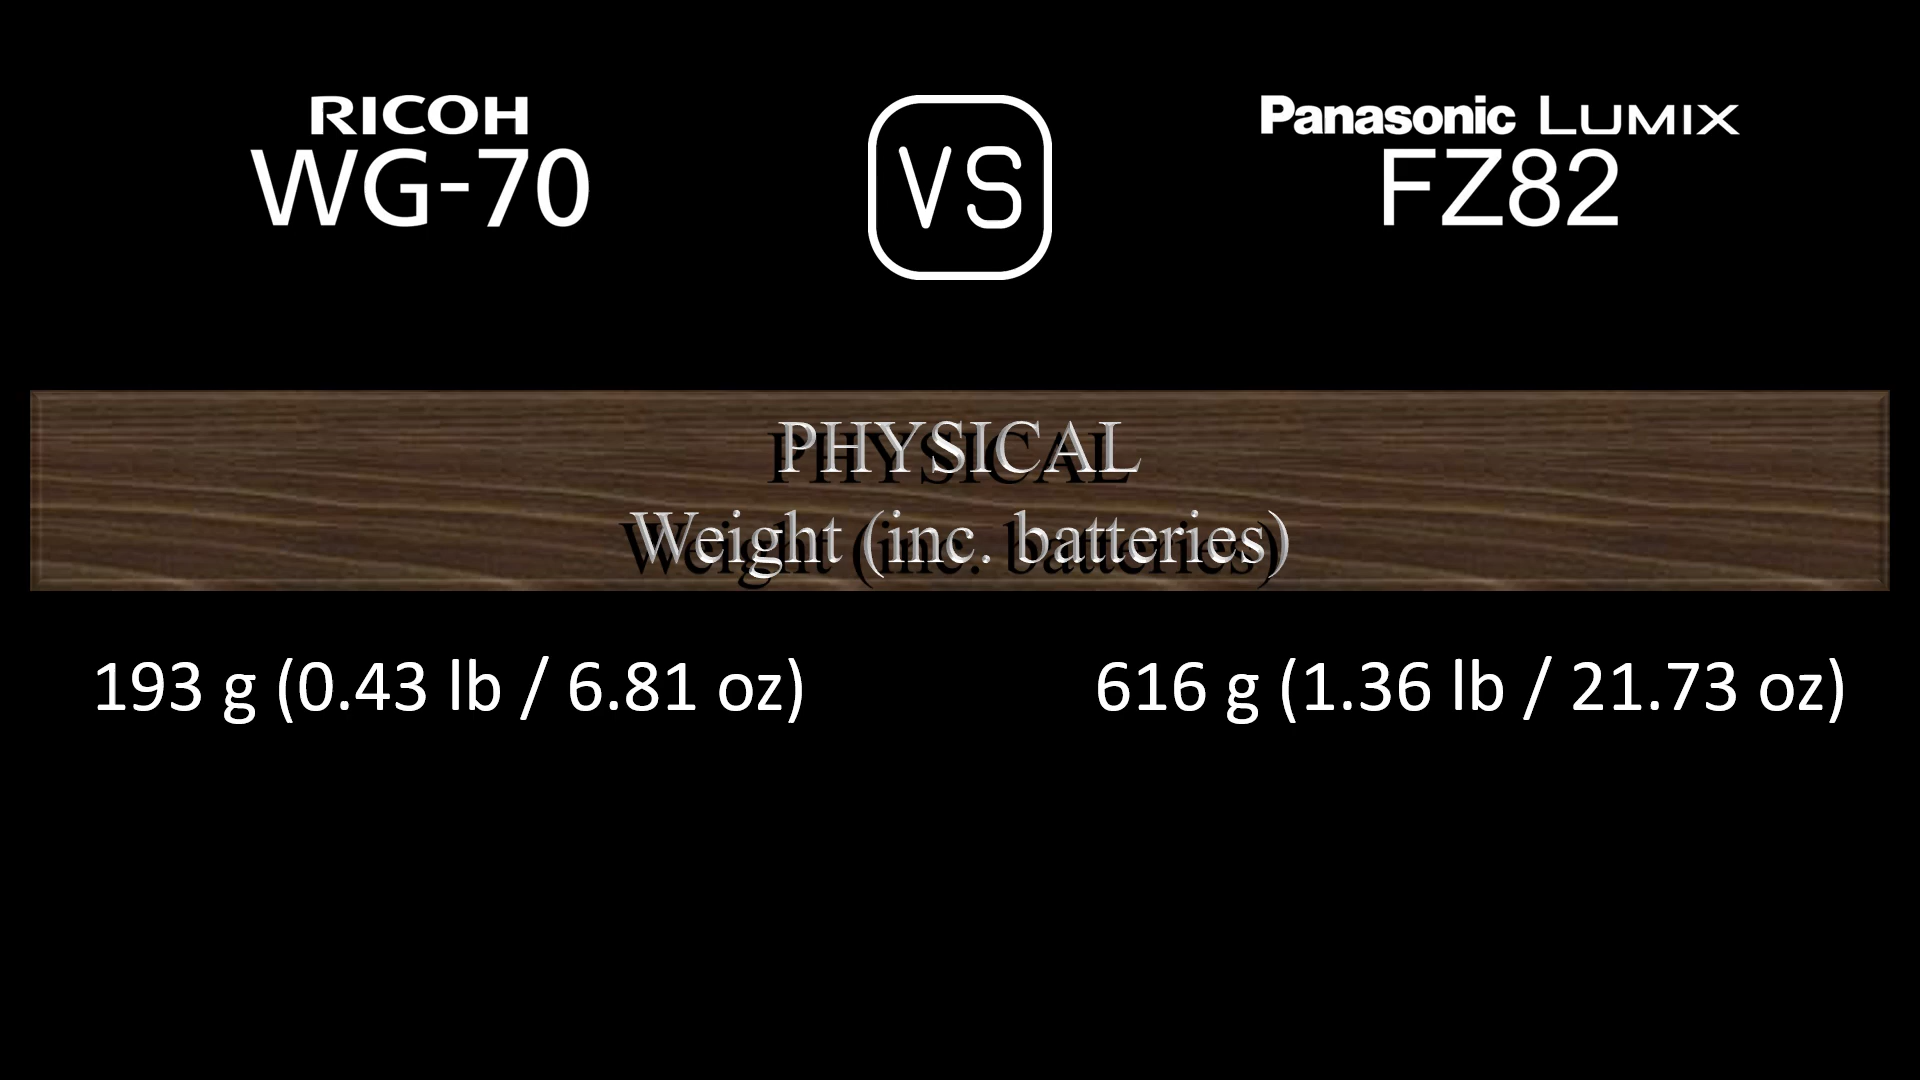 RICOH
WG-70
VS
Panasonic LUMIX
FZ82
PHYSICAL
Weight (inc. batteries)
193 g (0.43 lb / 6.81 oz)
616 g (1.36 lb / 21.73 oz)